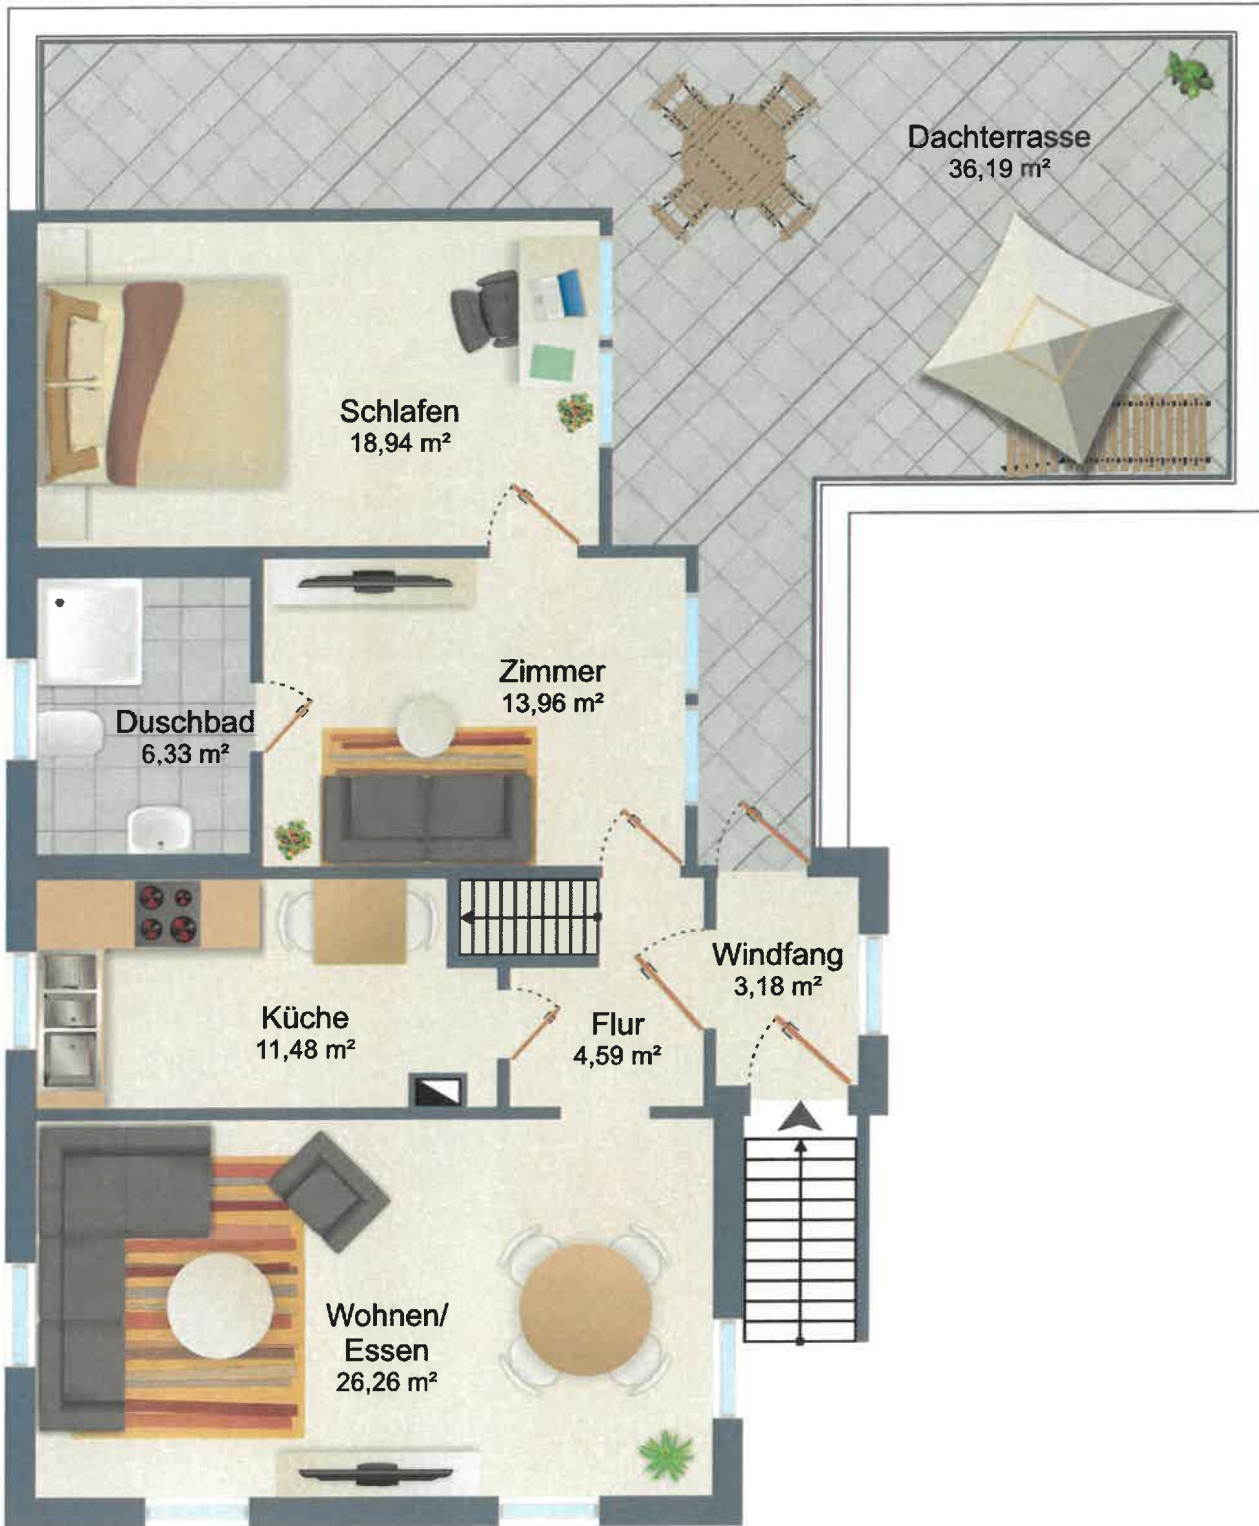 Dachterrasse
36,19 m²
Schlafen
18,94 m²
Zimmer
13,96 m²
Duschbad
6,33 m²
Windfang
3,18 m²
Küche
11,48 m²
Flur
4,59 m²
Wohnen/
Essen
26,26 m²